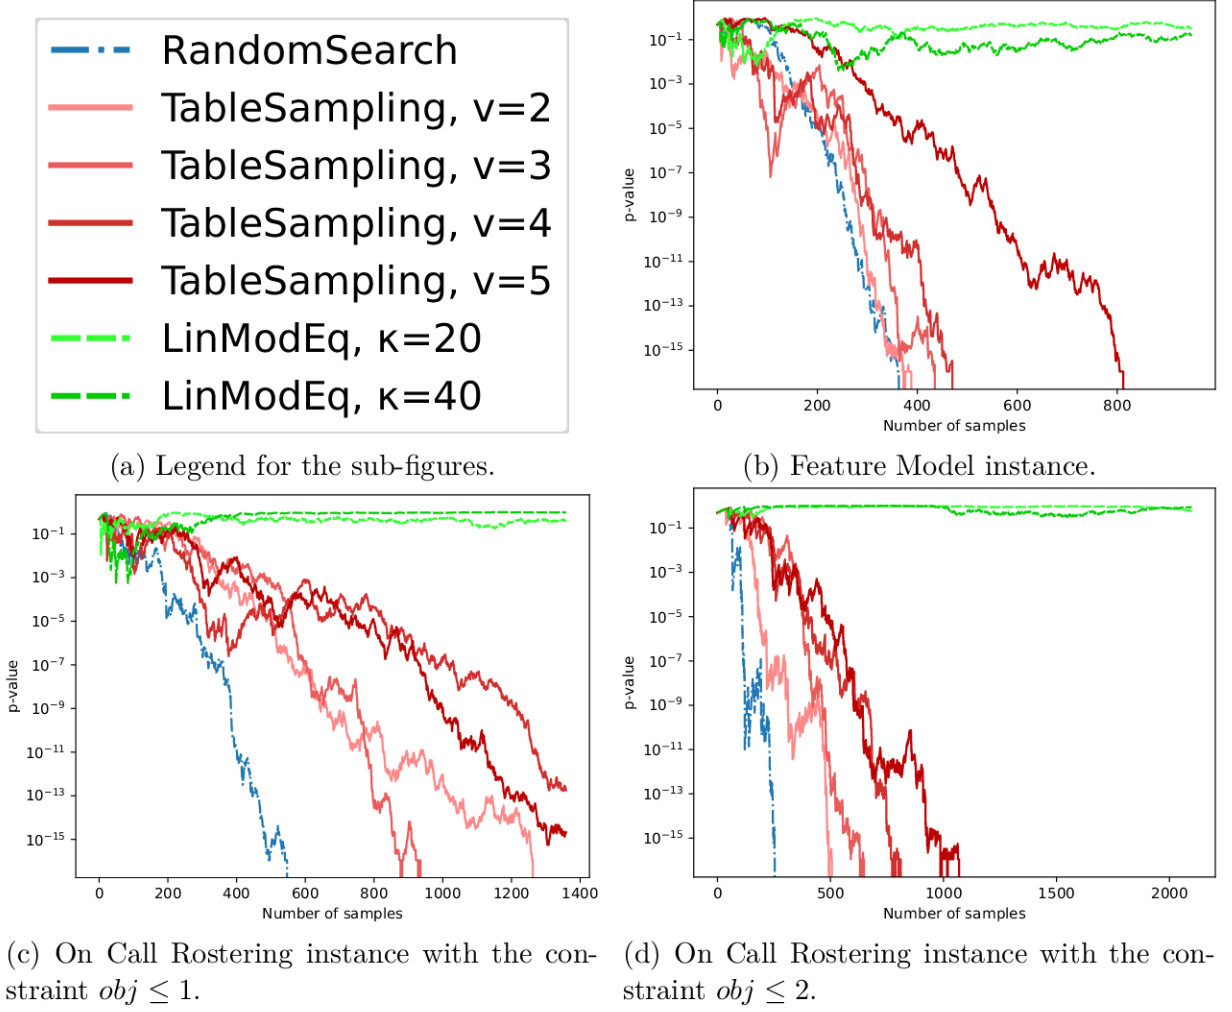 RandomSearch
TableSampling, v=2
TableSampling, v=3
TableSampling, v=4
TableSampling, v=5
LinModEq, κ=20
LinModEq, κ=40
(a) Legend for the sub-figures.
p-value
10⁻¹
10⁻³
10⁻⁵
10⁻⁷
10⁻⁹
10⁻¹¹
10⁻¹³
10⁻¹⁵
0 200 400 600 800
Number of samples
(b) Feature Model instance.
p-value
10⁻¹
10⁻³
10⁻⁵
10⁻⁷
10⁻⁹
10⁻¹¹
10⁻¹³
10⁻¹⁵
0 200 400 600 800 1000 1200 1400
Number of samples
(c) On Call Rostering instance with the con-
straint obj ≤ 1.
p-value
10⁻¹
10⁻³
10⁻⁵
10⁻⁷
10⁻⁹
10⁻¹¹
10⁻¹³
10⁻¹⁵
0 500 1000 1500 2000
Number of samples
(d) On Call Rostering instance with the con-
straint obj ≤ 2.